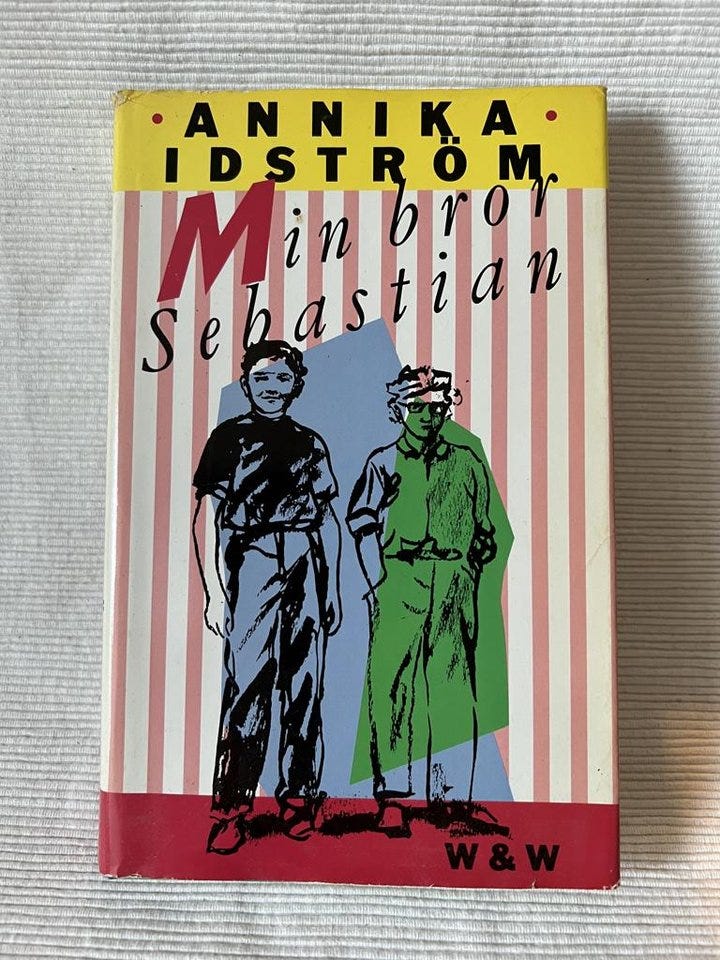 • ANNIKA •
IDSTRÖM
Min bror
Sebastian
W & W